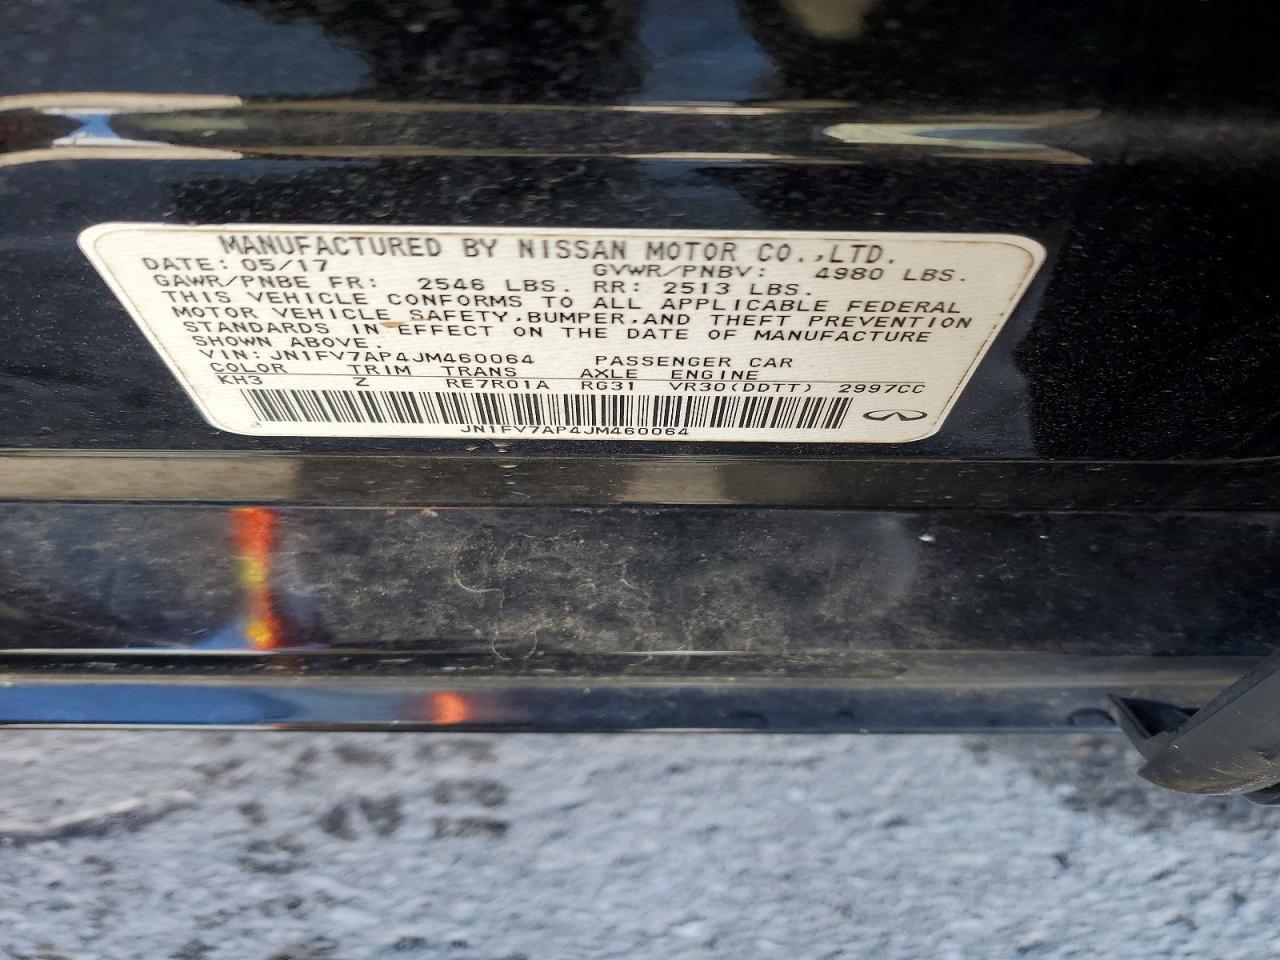 MANUFACTURED BY NISSAN MOTOR CO.,LTD.
DATE: 05/17 GVWR/PNBV: 4980 LBS.
GAWR/PNBE FR: 2546 LBS. RR: 2513 LBS.
THIS VEHICLE CONFORMS TO ALL APPLICABLE FEDERAL
MOTOR VEHICLE SAFETY,BUMPER,AND THEFT PREVENTION
STANDARDS IN EFFECT ON THE DATE OF MANUFACTURE
SHOWN ABOVE.
VIN:JN1FV7AP4JM460064 PASSENGER CAR
COLOR TRIM TRANS AXLE ENGINE
KH3 Z RE7R01A RG31 VR30(DDTT) 2997CC
JN1FV7AP4JM460064